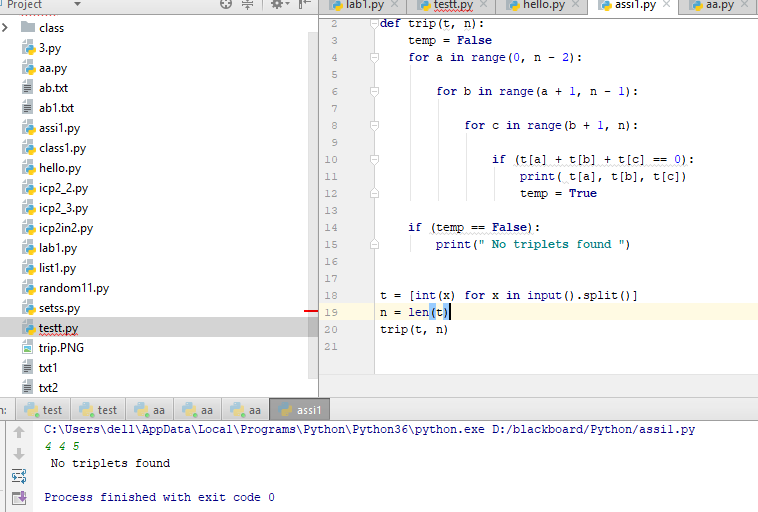 Project
lab1.py
testt.py
hello.py
assi1.py
aa.py
class
3.py
aa.py
ab.txt
ab1.txt
assi1.py
class1.py
hello.py
icp2_2.py
icp2_3.py
icp2in2.py
lab1.py
list1.py
random11.py
setss.py
testt.py
trip.PNG
txt1
txt2
2 def trip(t, n):
3 temp = False
4 for a in range(0, n - 2):
5
6 for b in range(a + 1, n - 1):
7
8 for c in range(b + 1, n):
9
10 if (t[a] + t[b] + t[c] == 0):
11 print( t[a], t[b], t[c])
12 temp = True
13
14 if (temp == False):
15 print(" No triplets found ")
16
17
18 t = [int(x) for x in input().split()]
19 n = len(t)
20 trip(t, n)
21
n: test test aa aa aa assi1
C:\Users\dell\AppData\Local\Programs\Python\Python36\python.exe D:/blackboard/Python/assi1.py
4 4 5
No triplets found
Process finished with exit code 0